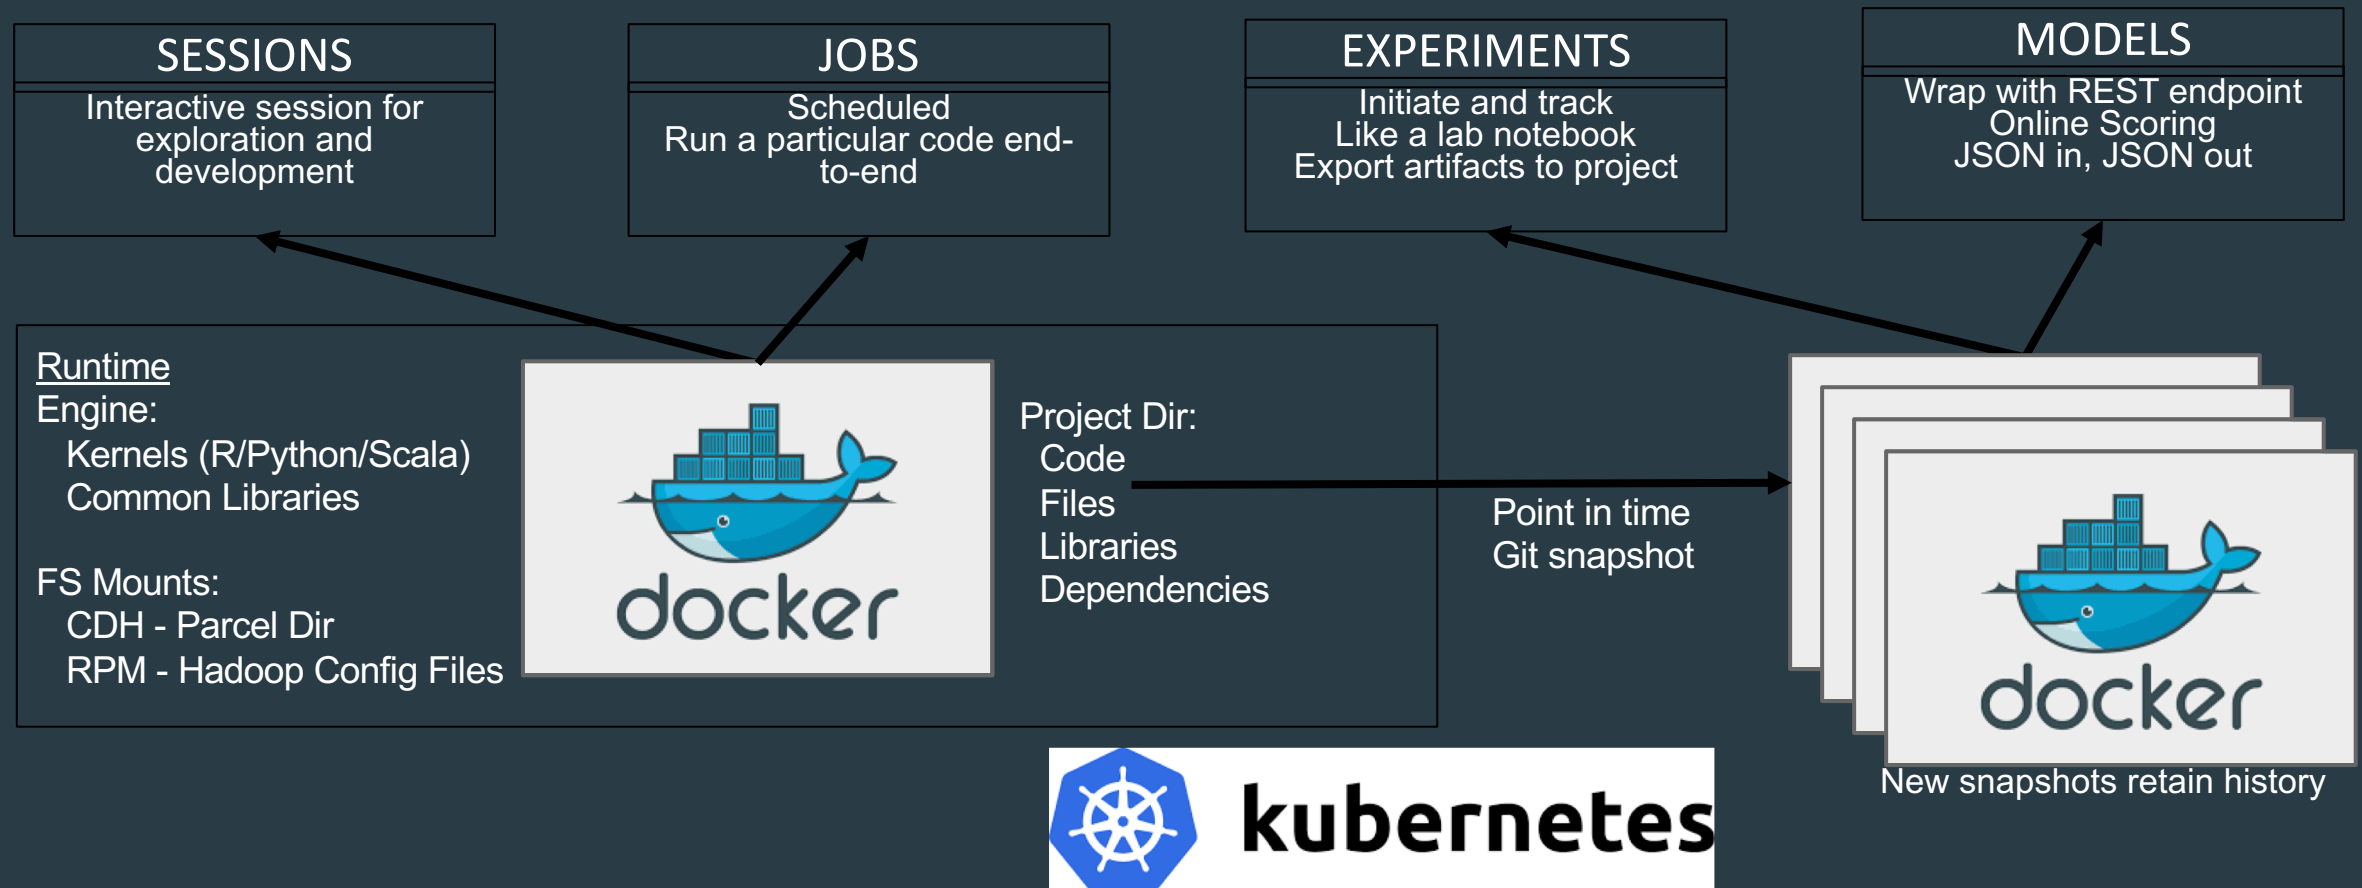 SESSIONS
Interactive session for
exploration and
development
JOBS
Scheduled
Run a particular code end-
to-end
EXPERIMENTS
Initiate and track
Like a lab notebook
Export artifacts to project
MODELS
Wrap with REST endpoint
Online Scoring
JSON in, JSON out
Runtime
Engine:
Kernels (R/Python/Scala)
Common Libraries
FS Mounts:
CDH - Parcel Dir
RPM - Hadoop Config Files
docker
Project Dir:
Code
Files
Libraries
Dependencies
Point in time
Git snapshot
docker
New snapshots retain history
kubernetes